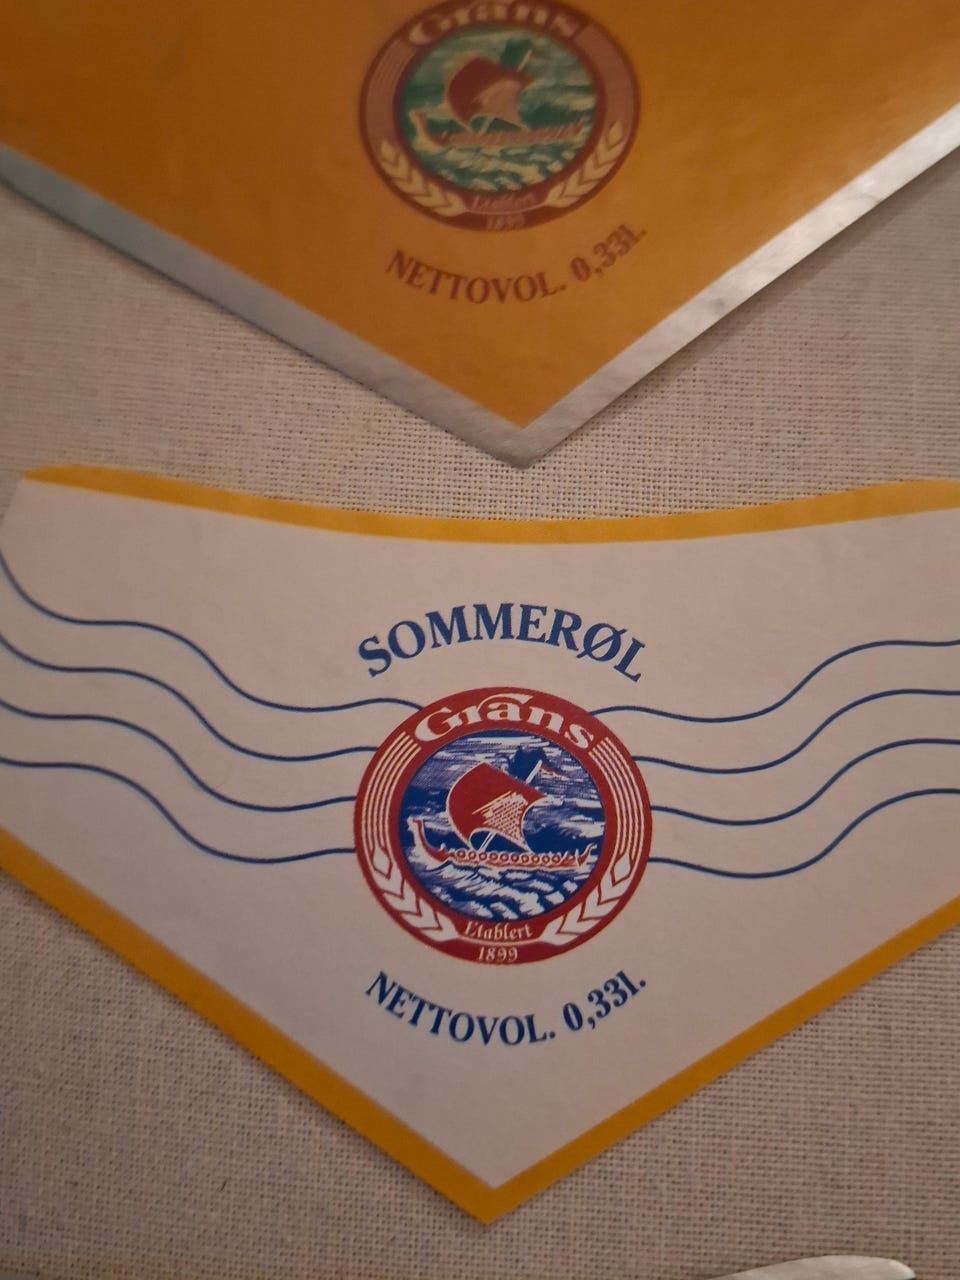 Grans
Etablert
1899
NETTOVOL. 0,33l.
SOMMERØL
Grans
Etablert
1899
NETTOVOL. 0,33l.